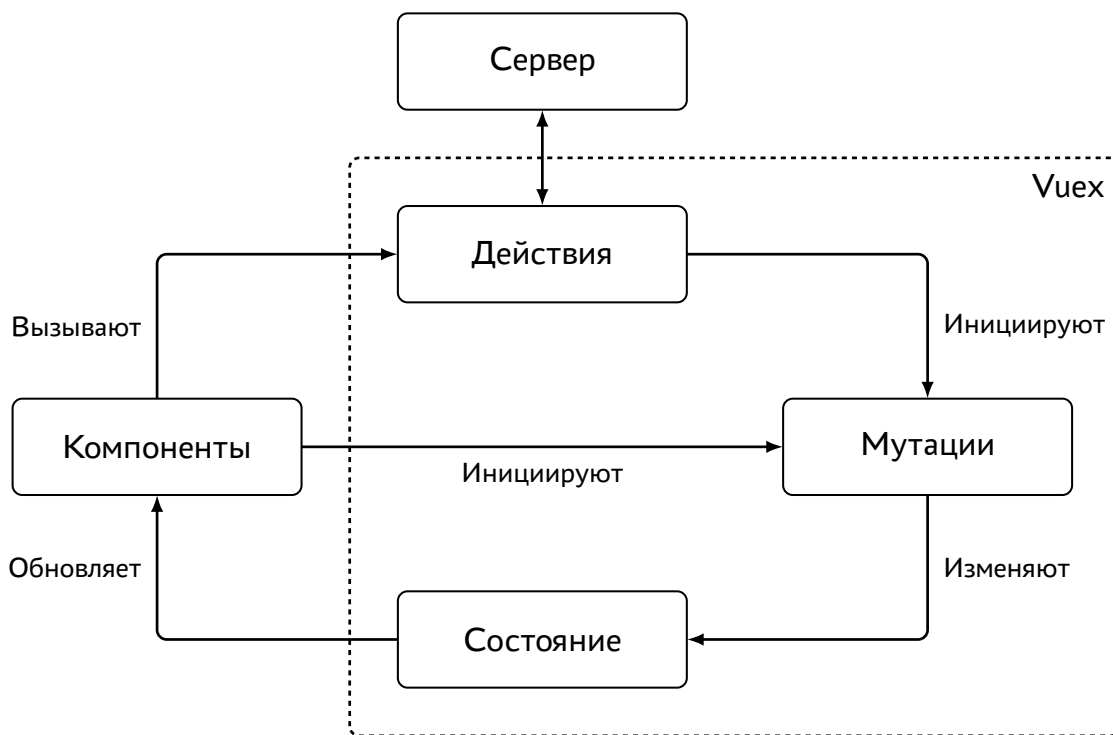 Сервер
Vuex
Действия
Вызывают
Инициируют
Компоненты
Мутации
Инициируют
Обновляет
Изменяют
Состояние